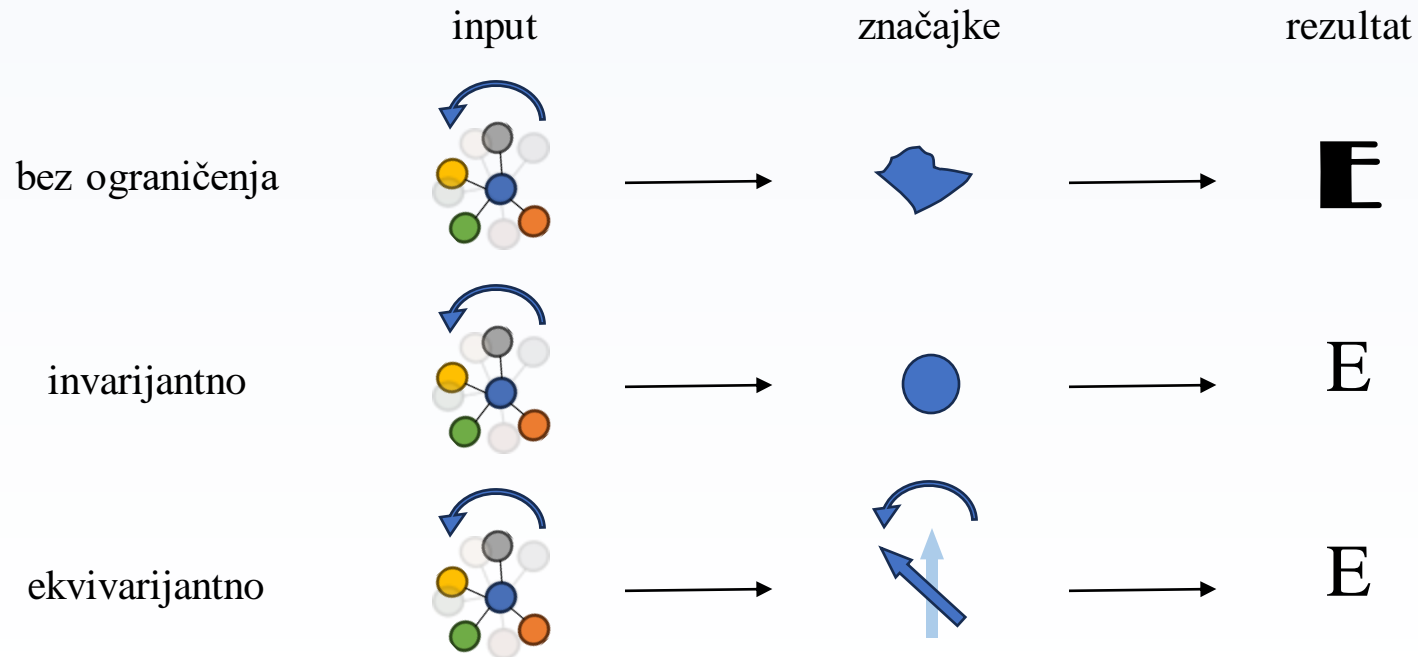 input značajke rezultat
bez ograničenja E
invarijantno E
ekvivarijantno E